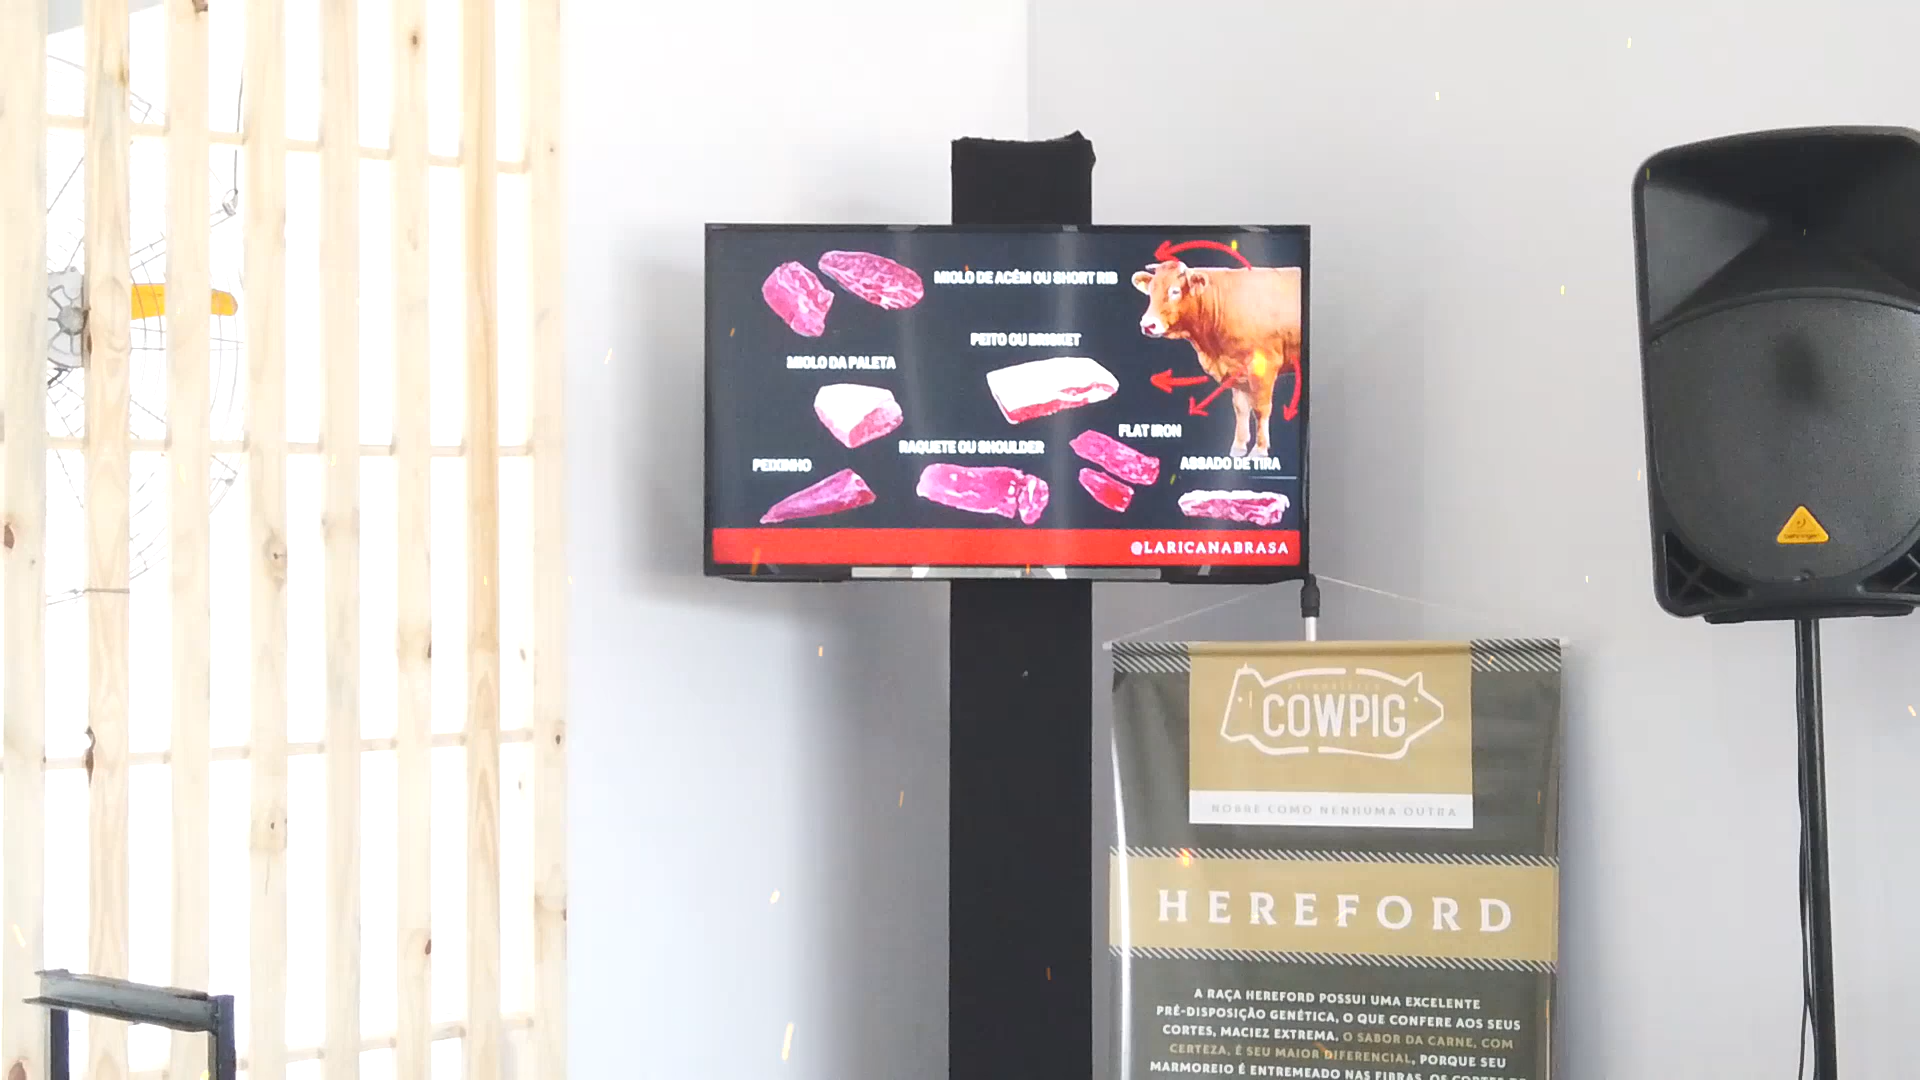 MIOLO DE ACÉM OU SHORT RIB
PEITO OU BRISKET
MIOLO DA PALETA
FLAT IRON
RAQUETE OU SHOULDER
PEIXINHO
ASSADO DE TIRA
@LARICANABRASA
behringer
COWPIG
NOBRE COMO NENHUMA OUTRA
HEREFORD
A RAÇA HEREFORD POSSUI UMA EXCELENTE
PRÉ-DISPOSIÇÃO GENÉTICA, O QUE CONFERE AOS SEUS
CORTES, MACIEZ EXTREMA. O SABOR DA CARNE, COM
CERTEZA, É SEU MAIOR DIFERENCIAL, PORQUE SEU
MARMOREIO É ENTREMEADO NAS FIBRAS. OS CORTES